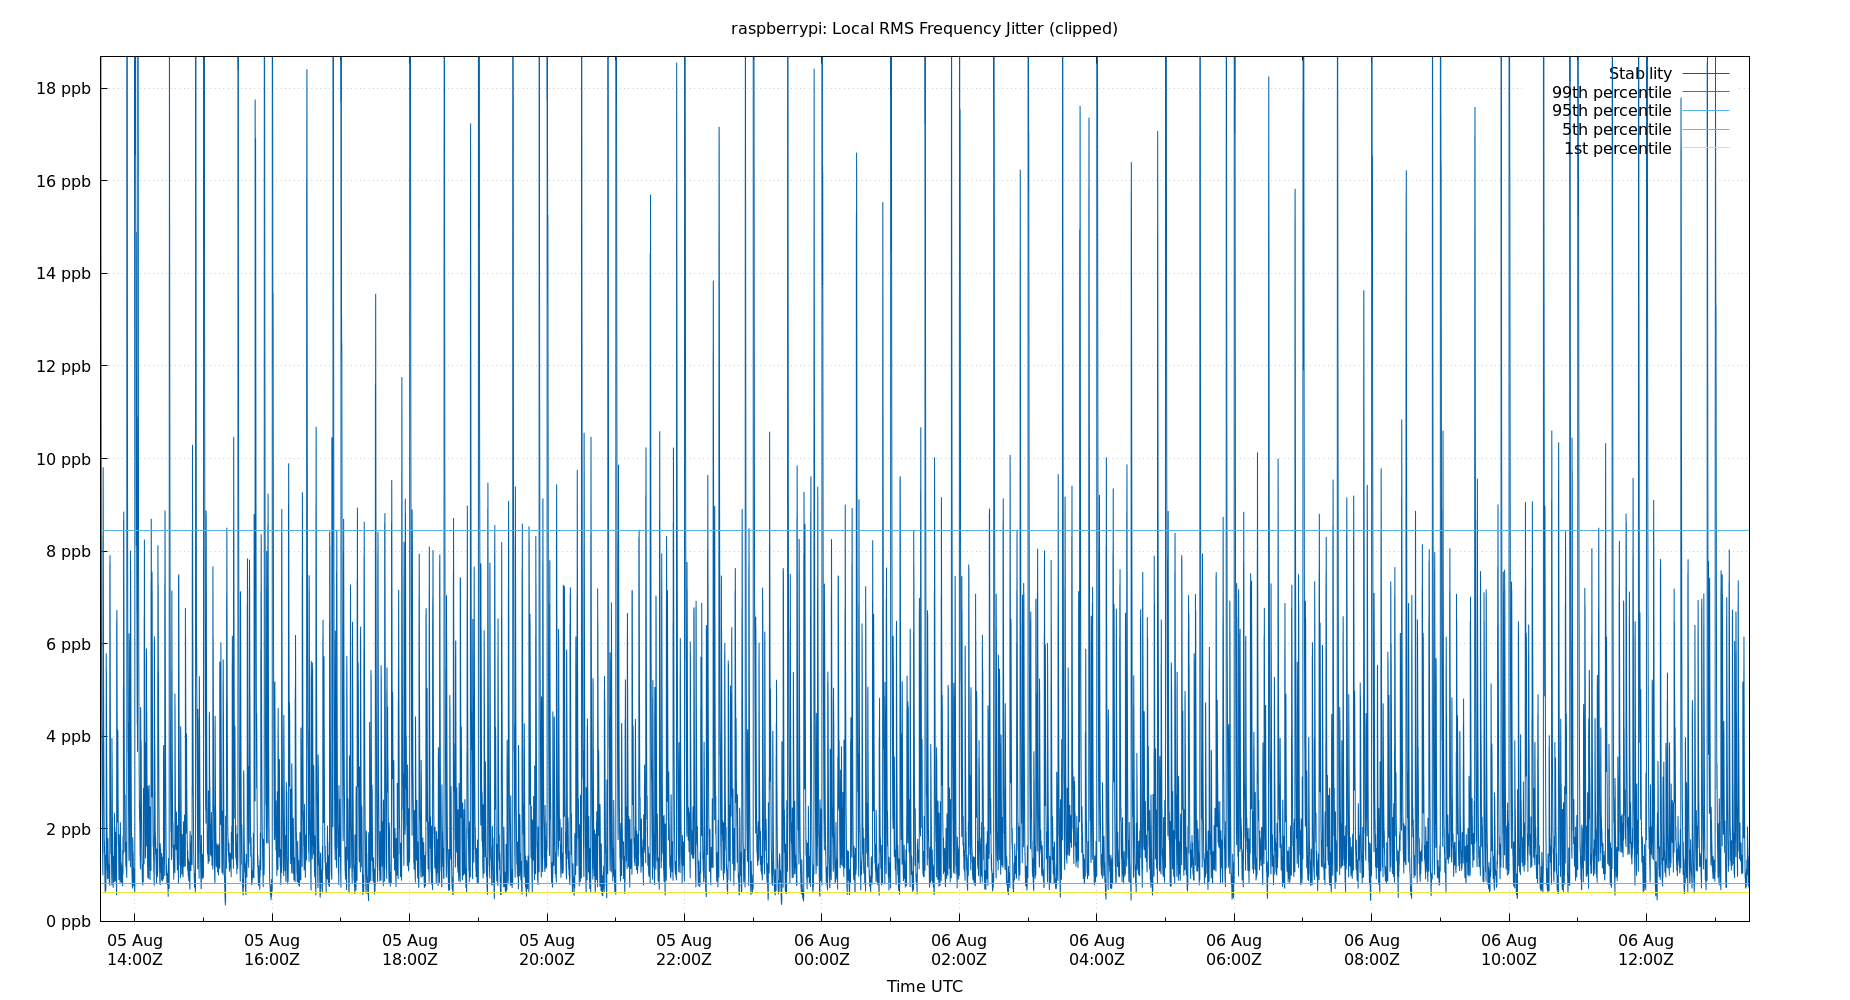 raspberrypi: Local RMS Frequency Jitter (clipped)
18 ppb
16 ppb
14 ppb
12 ppb
10 ppb
8 ppb
6 ppb
4 ppb
2 ppb
0 ppb
Stability
99th percentile
95th percentile
5th percentile
1st percentile
05 Aug
14:00Z
05 Aug
16:00Z
05 Aug
18:00Z
05 Aug
20:00Z
05 Aug
22:00Z
06 Aug
00:00Z
06 Aug
02:00Z
06 Aug
04:00Z
06 Aug
06:00Z
06 Aug
08:00Z
06 Aug
10:00Z
06 Aug
12:00Z
Time UTC